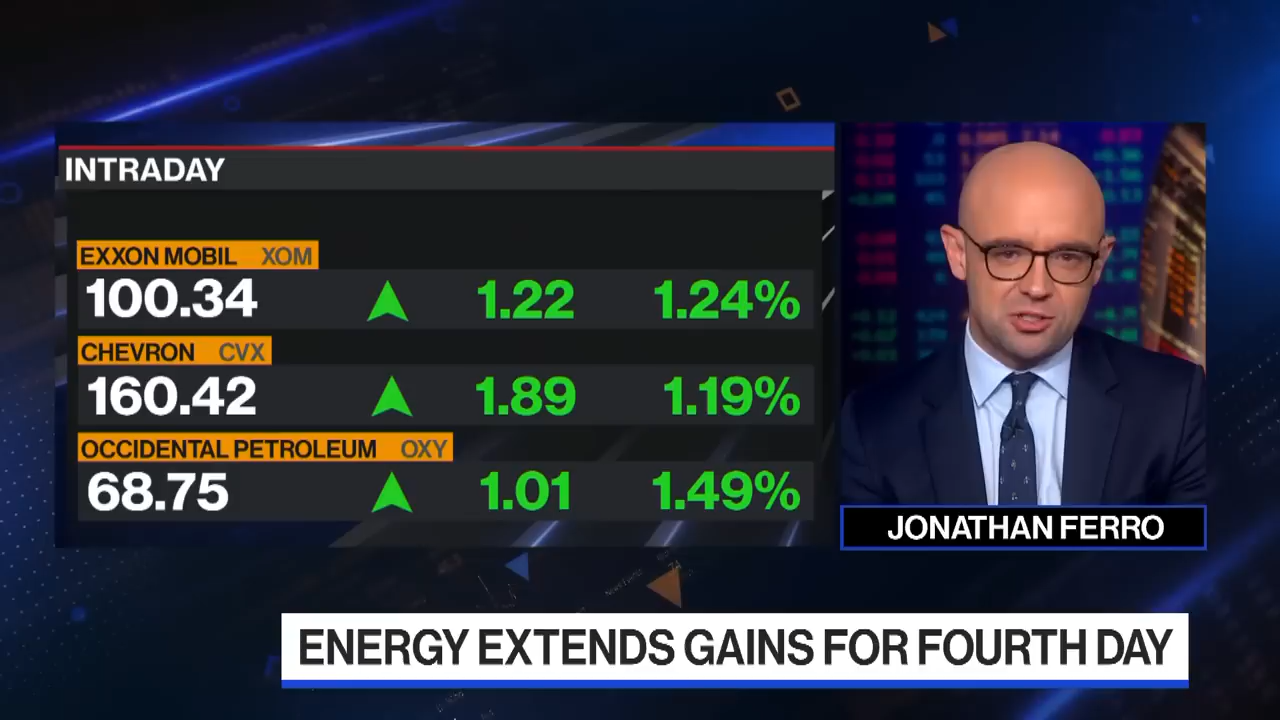 INTRADAY
EXXON MOBIL XOM
100.34 ▲ 1.22 1.24%
CHEVRON CVX
160.42 ▲ 1.89 1.19%
OCCIDENTAL PETROLEUM OXY
68.75 ▲ 1.01 1.49%
JONATHAN FERRO
ENERGY EXTENDS GAINS FOR FOURTH DAY